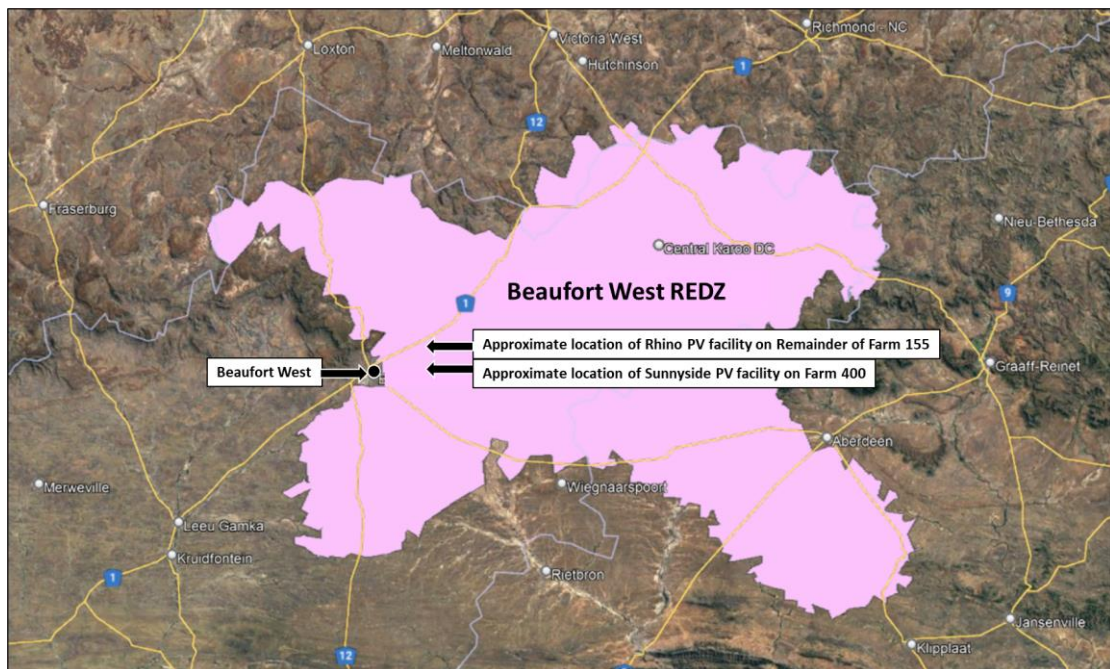 Richmond - NC
Victoria West
Loxton
Meltonwald
Hutchinson
1
12
Fraserburg
Nieu-Bethesda
Central Karoo DC
9
Beaufort West REDZ
1
Approximate location of Rhino PV facility on Remainder of Farm 155
Graaff-Reinet
Beaufort West
Approximate location of Sunnyside PV facility on Farm 400
Aberdeen
Merweville
Wiegnaarspoort
Leeu Gamka
Kruidfontein
1
Rietbron
Jansenville
12
Klipplaat